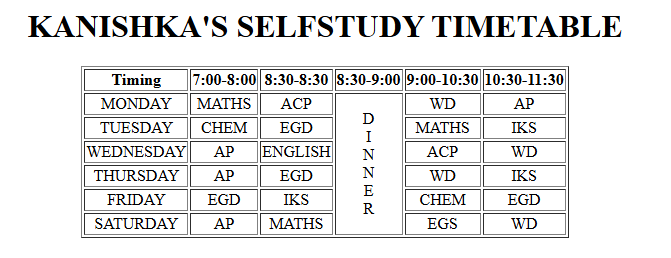 KANISHKA'S SELFSTUDY TIMETABLE
Timing 7:00-8:00 8:30-8:30 8:30-9:00 9:00-10:30 10:30-11:30
MONDAY MATHS ACP DINNER WD AP
TUESDAY CHEM EGD MATHS IKS
WEDNESDAY AP ENGLISH ACP WD
THURSDAY AP EGD WD IKS
FRIDAY EGD IKS CHEM EGD
SATURDAY AP MATHS EGS WD